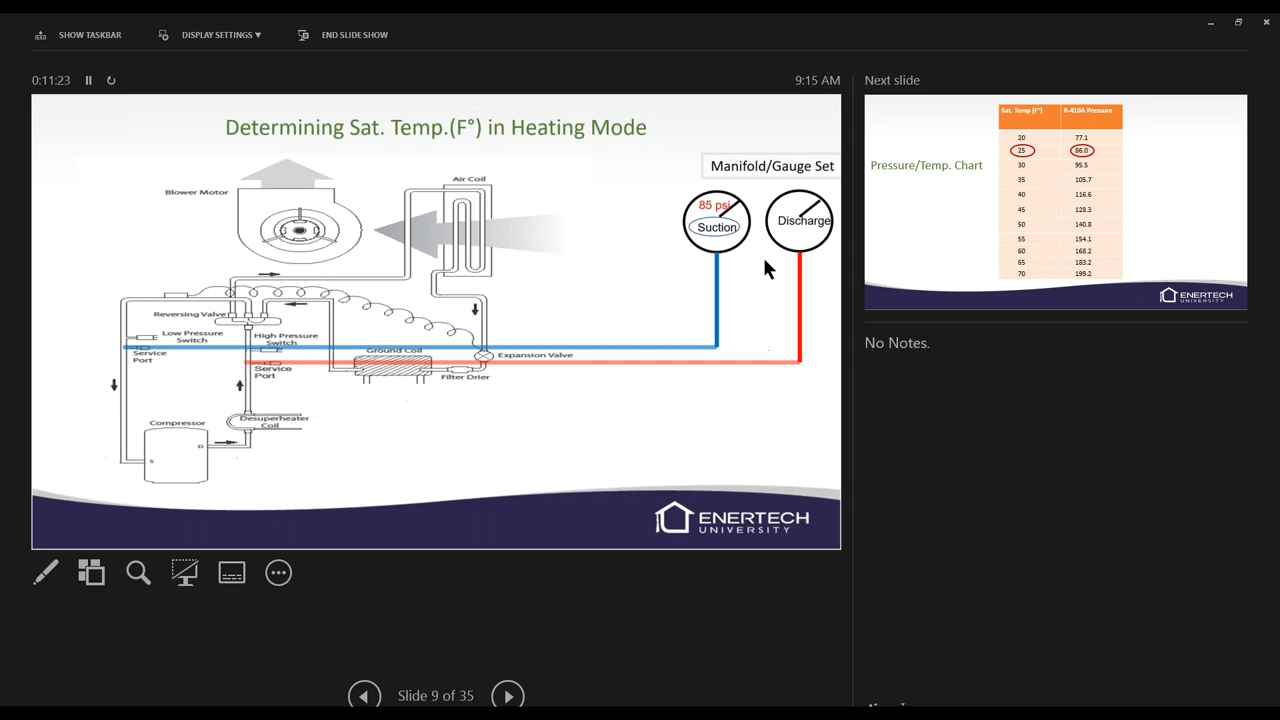 SHOW TASKBAR
DISPLAY SETTINGS ▼
END SLIDE SHOW
0:11:23
9:15 AM
Determining Sat. Temp.(F°) in Heating Mode
Manifold/Gauge Set
Air Coil
Blower Motor
85 psi
Suction
Discharge
Reversing Valve
Low Pressure
Switch
High Pressure
Switch
Service
Port
Ground Coil
Expansion Valve
Service
Port
Filter Drier
Desuperheater
Coil
Compressor
D
S
ENERTECH
UNIVERSITY
Next slide
Sat. Temp (F°) R-410A Pressure
20 77.1
25 86.0
30 95.5
35 105.7
40 116.6
45 128.3
50 140.8
55 154.1
60 168.2
65 183.2
70 199.2
Pressure/Temp. Chart
ENERTECH
UNIVERSITY
No Notes.
Slide 9 of 35